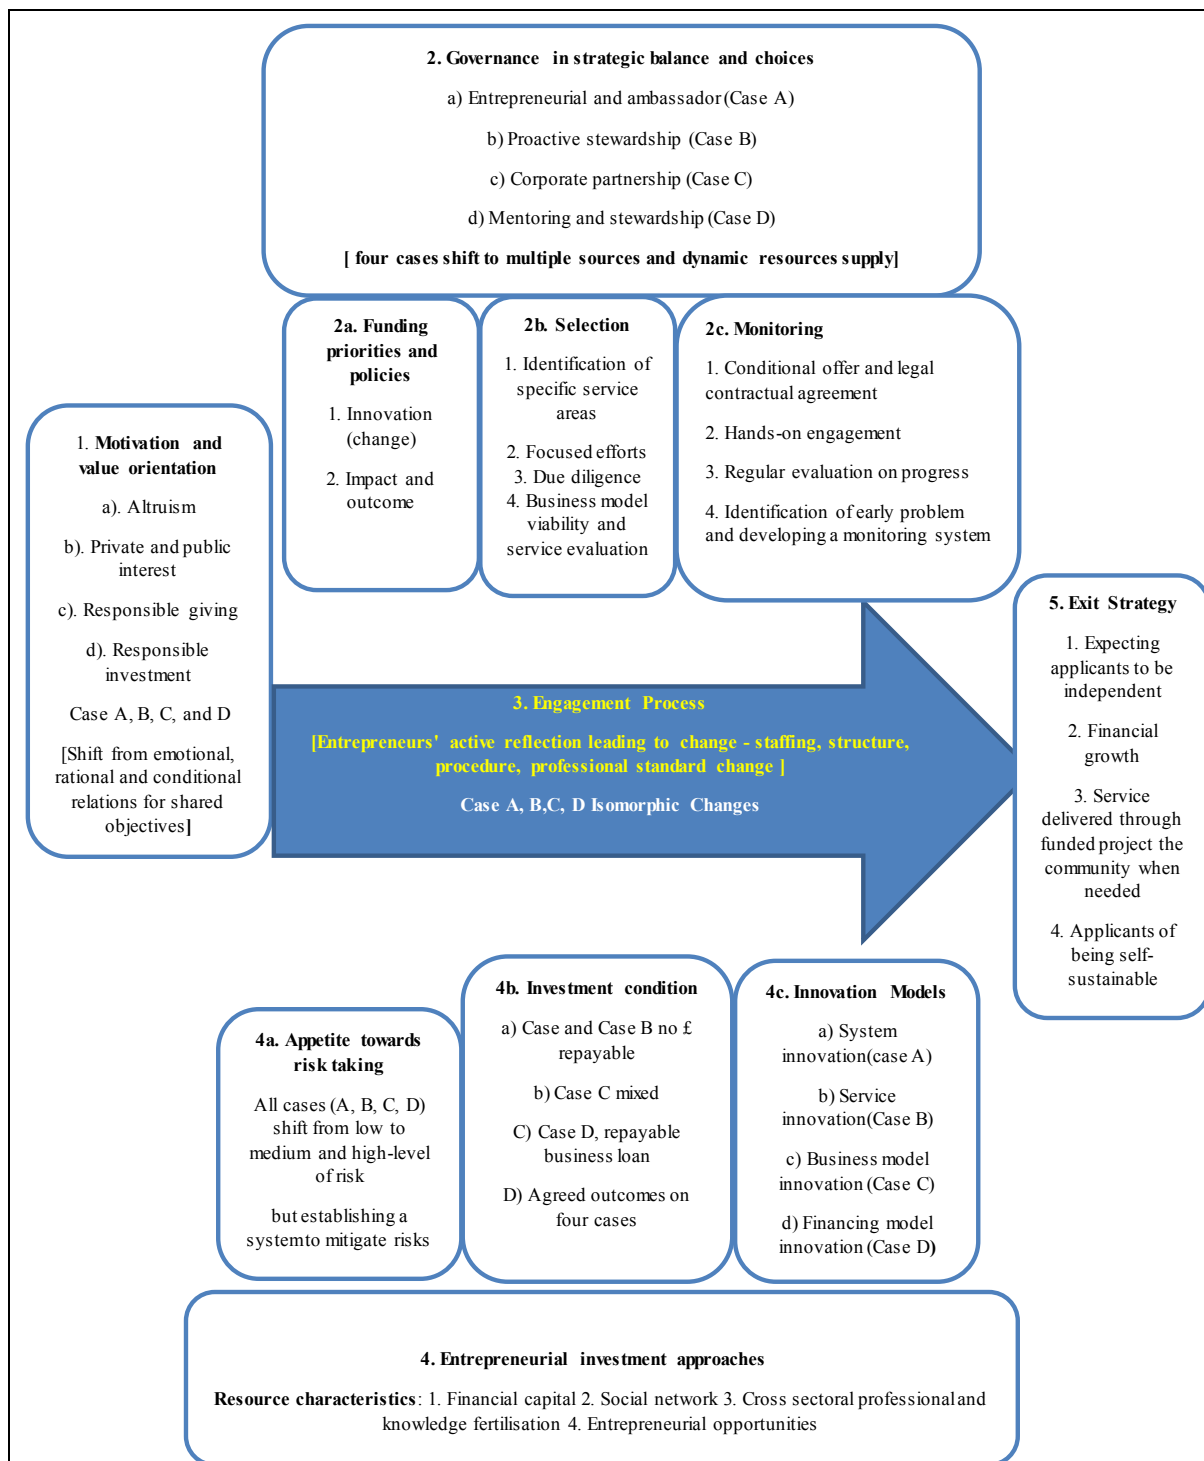 2. Governance in strategic balance and choices
a) Entrepreneurial and ambassador (Case A)
b) Proactive stewardship (Case B)
c) Corporate partnership (Case C)
d) Mentoring and stewardship (Case D)
[ four cases shift to multiple sources and dynamic resources supply]
2a. Funding
priorities and
policies
1. Innovation
(change)
2. Impact and
outcome
2b. Selection
1. Identification of
specific service
areas
2. Focused efforts
3. Due diligence
4. Business model
viability and
service evaluation
2c. Monitoring
1. Conditional offer and legal
contractual agreement
2. Hands-on engagement
3. Regular evaluation on progress
4. Identification of early problem
and developing a monitoring system
1. Motivation and
value orientation
a). Altruism
b). Private and public
interest
c). Responsible giving
d). Responsible
investment
Case A, B, C, and D
[Shift from emotional,
rational and conditional
relations for shared
objectives]
3. Engagement Process
[Entrepreneurs' active reflection leading to change - staffing, structure,
procedure, professional standard change ]
Case A, B,C, D Isomorphic Changes
5. Exit Strategy
1. Expecting
applicants to be
independent
2. Financial
growth
3. Service
delivered through
funded project the
community when
needed
4. Applicants of
being self-
sustainable
4a. Appetite towards
risk taking
All cases (A, B, C, D)
shift from low to
medium and high-level
of risk
but establishing a
system to mitigate risks
4b. Investment condition
a) Case and Case B no £
repayable
b) Case C mixed
C) Case D, repayable
business loan
D) Agreed outcomes on
four cases
4c. Innovation Models
a) System
innovation(case A)
b) Service
innovation(Case B)
c) Business model
innovation (Case C)
d) Financing model
innovation (Case D)
4. Entrepreneurial investment approaches
Resource characteristics: 1. Financial capital 2. Social network 3. Cross sectoral professional and
knowledge fertilisation 4. Entrepreneurial opportunities